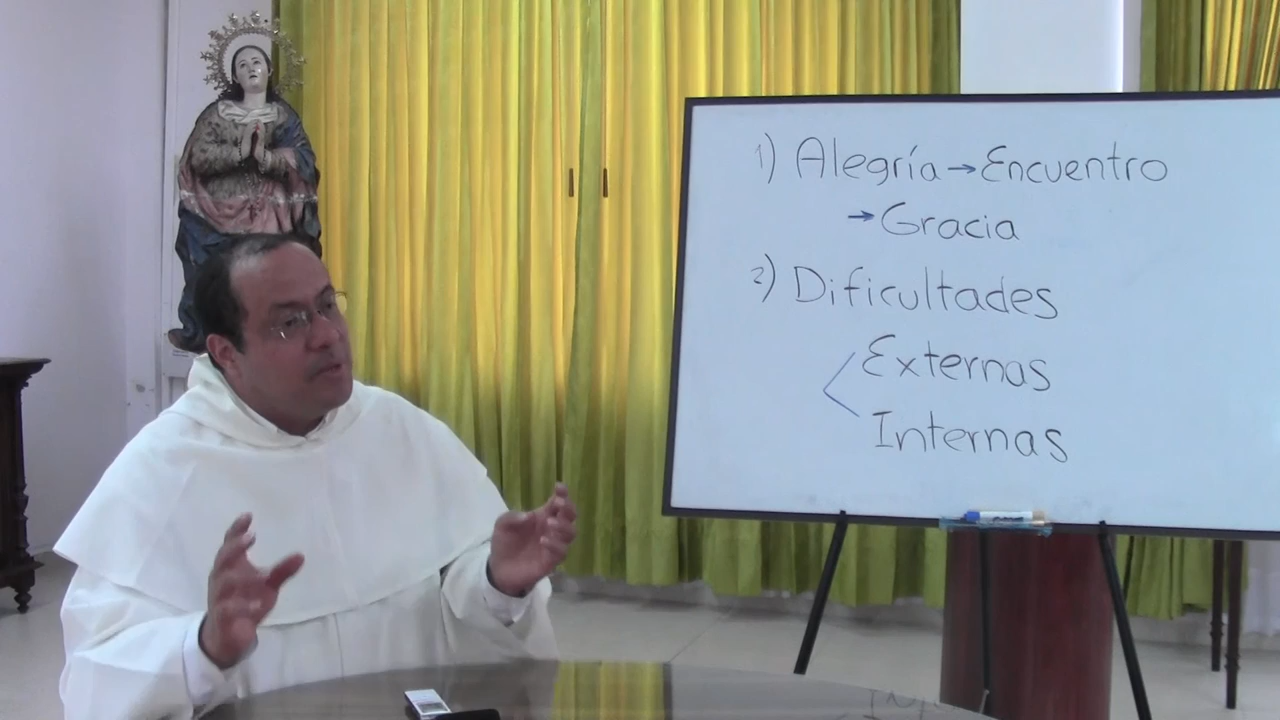 1) Alegría → Encuentro
→ Gracia
2) Dificultades
Externas
Internas